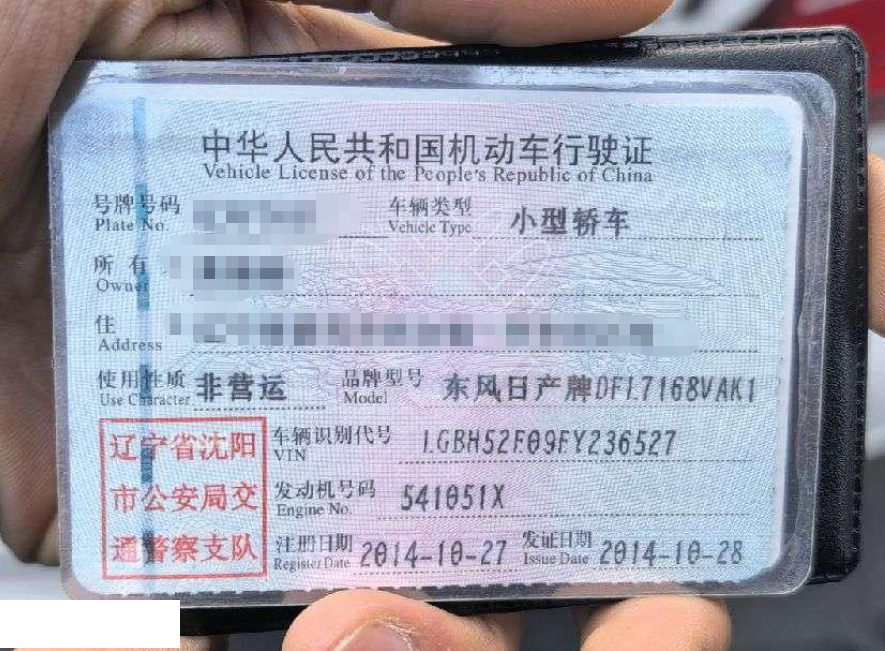 中华人民共和国机动车行驶证
Vehicle License of the People's Republic of China
号牌号码 车辆类型 小型轿车
Plate No. Vehicle Type
所有
Owner
住
Address
使用性质 非营运 品牌型号 东风日产牌DFL7168VAK1
Use Character Model
辽宁省沈阳 车辆识别代号 LGBH52E09EY236527
VIN
市公安局交 发动机号码 541051X
Engine No.
通警察支队 注册日期 2014-10-27 发证日期 2014-10-28
Register Date Issue Date